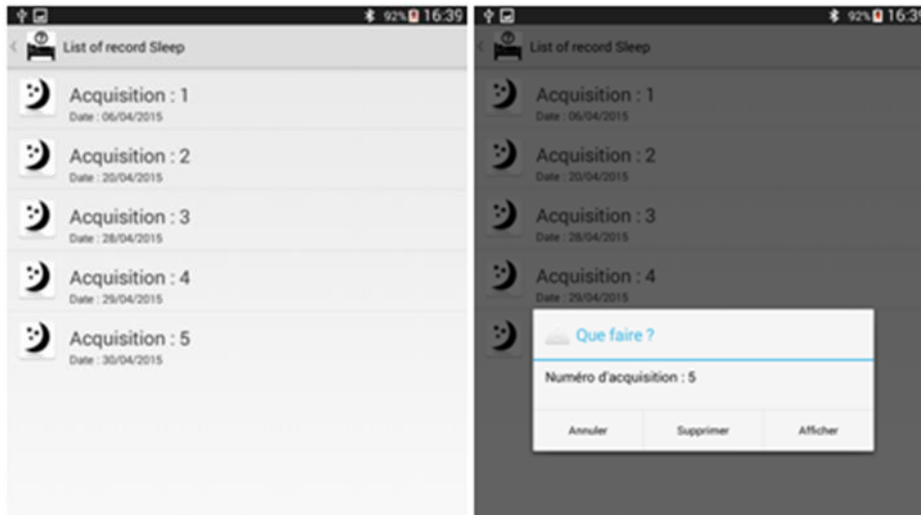 92% 16:39
List of record Sleep
Acquisition : 1
Date : 06/04/2015
Acquisition : 2
Date : 20/04/2015
Acquisition : 3
Date : 28/04/2015
Acquisition : 4
Date : 29/04/2015
Acquisition : 5
Date : 30/04/2015
92% 16:39
List of record Sleep
Acquisition : 1
Date : 06/04/2015
Acquisition : 2
Date : 20/04/2015
Acquisition : 3
Date : 28/04/2015
Acquisition : 4
Date : 29/04/2015
Que faire ?
Numéro d'acquisition : 5
Annuler Supprimer Afficher